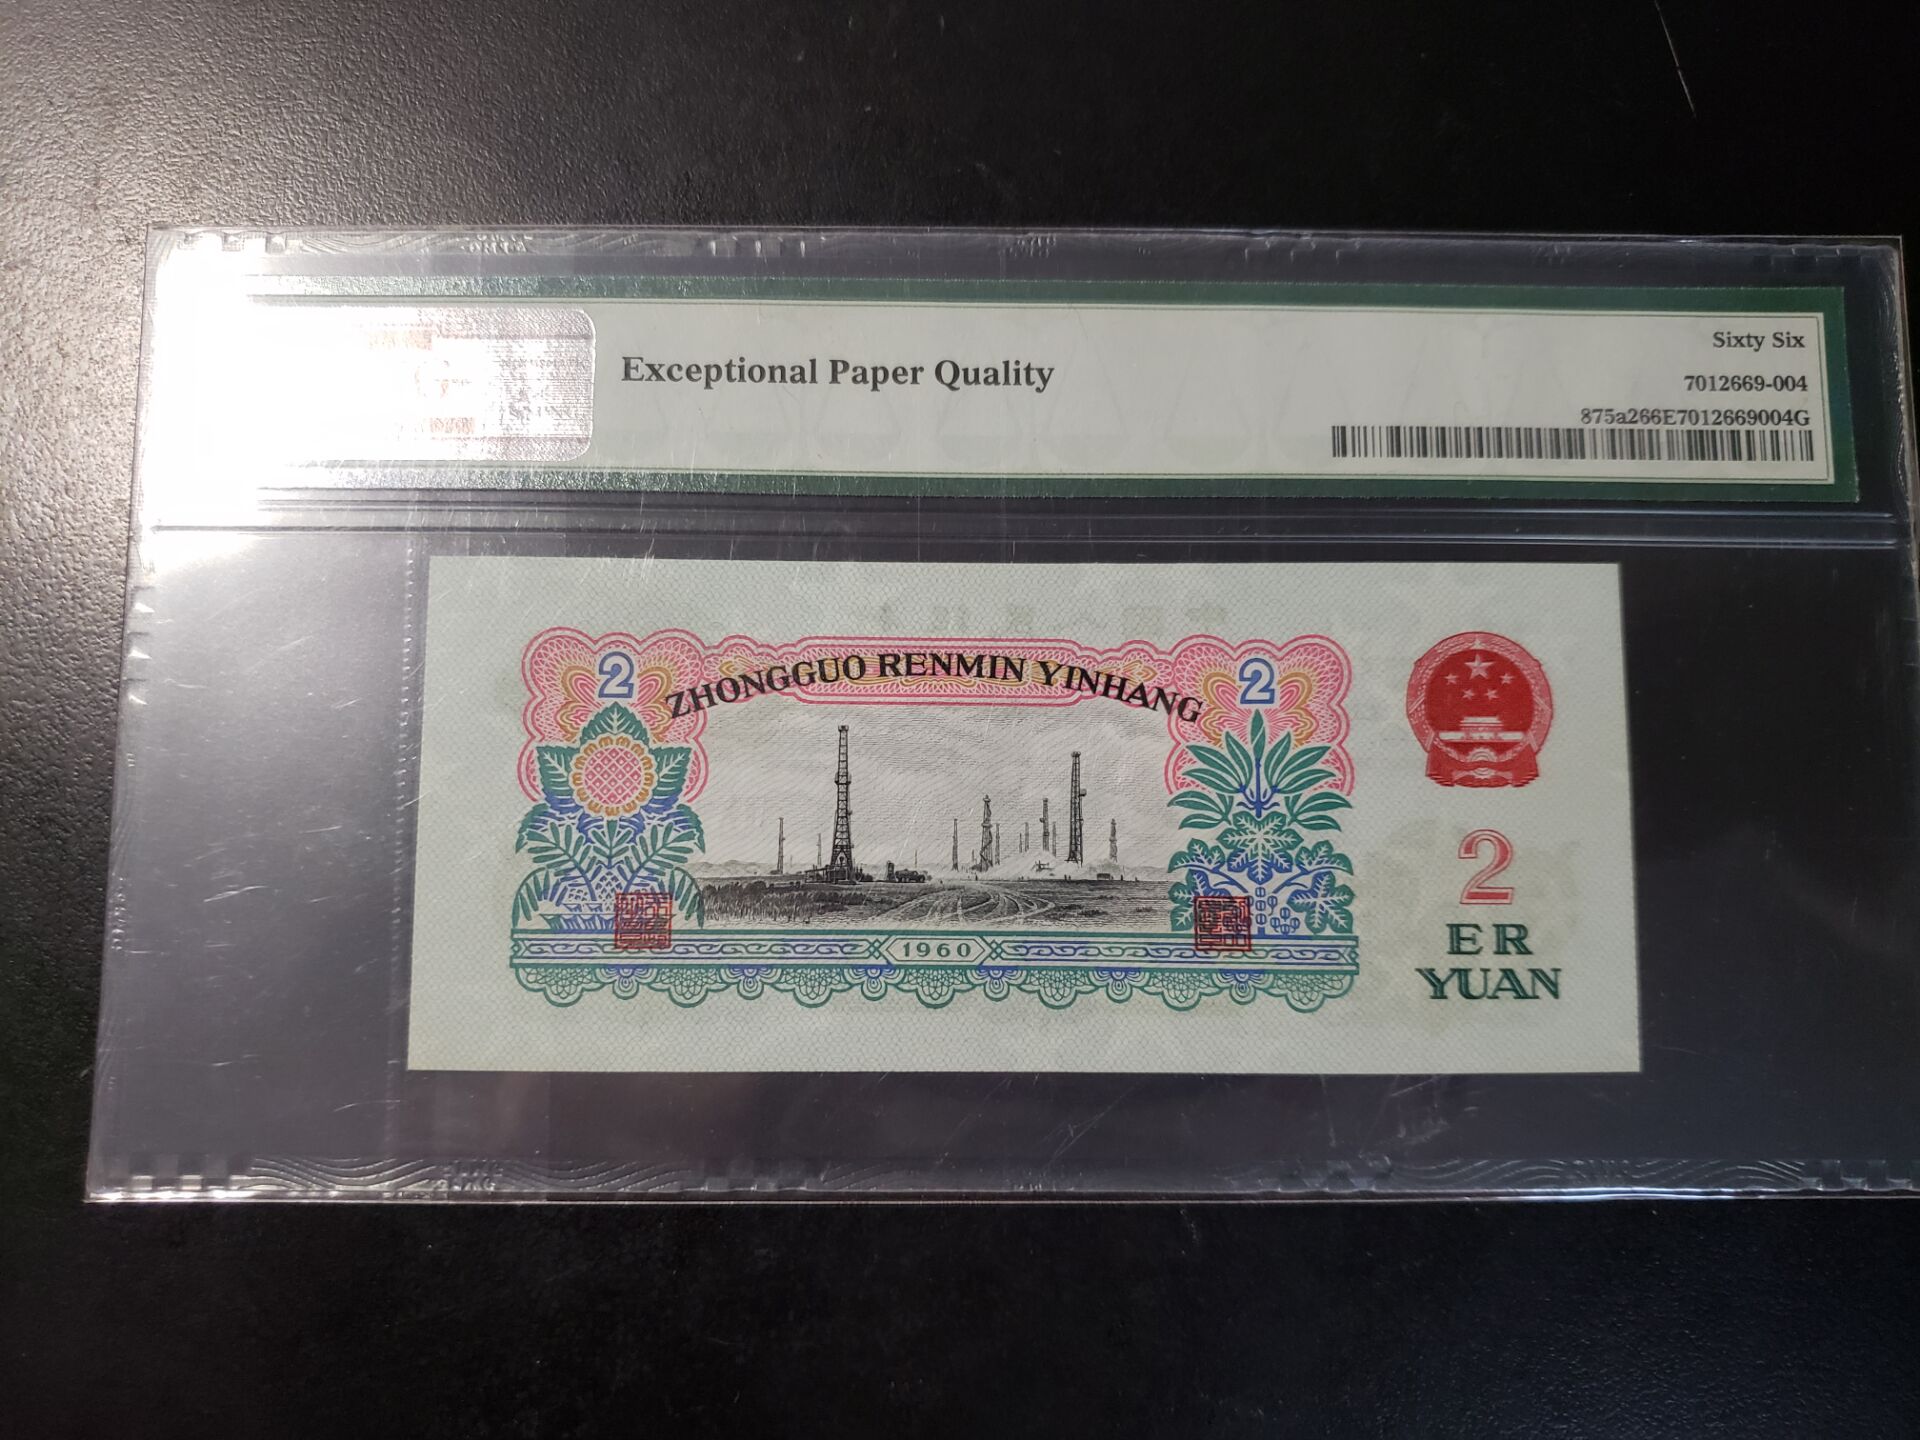 Exceptional Paper Quality
Sixty Six
7012669-004
875a266E7012669004G
2
ZHONGGUO RENMIN YINHANG
2
1960
2
ER
YUAN